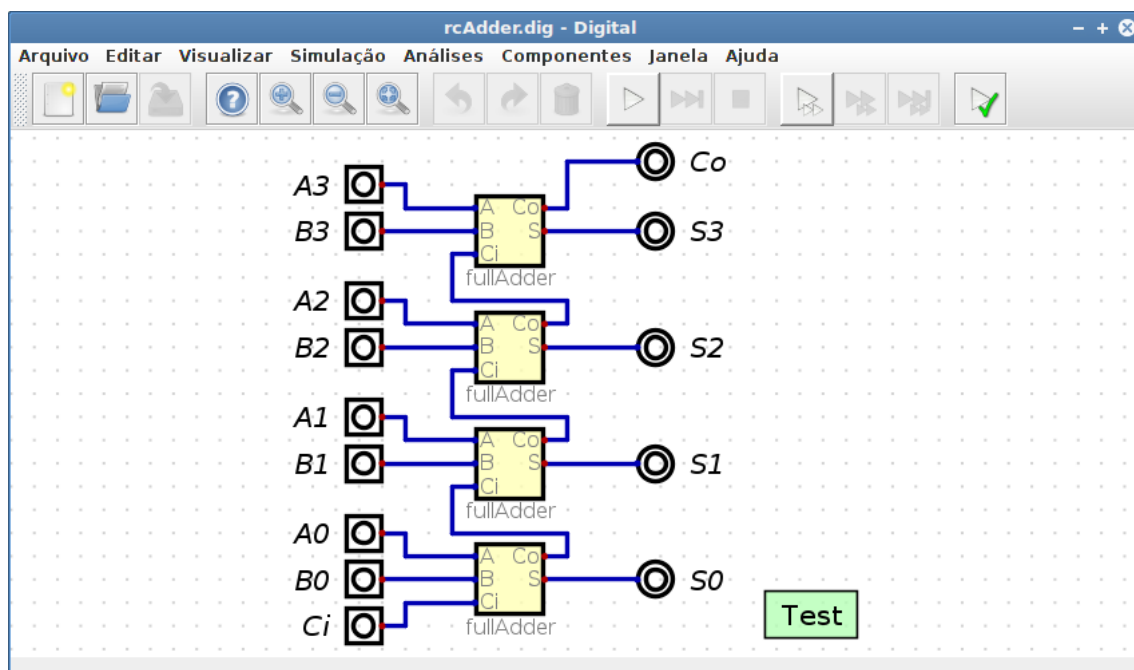 rcAdder.dig - Digital
Arquivo Editar Visualizar Simulação Análises Componentes Janela Ajuda
Co
A3
A Co
B3
B S
S3
Ci
fullAdder
A2
A Co
B2
B S
S2
Ci
fullAdder
A1
A Co
B1
B S
S1
Ci
fullAdder
A0
A Co
B0
B S
S0
Ci
Ci
fullAdder
Test